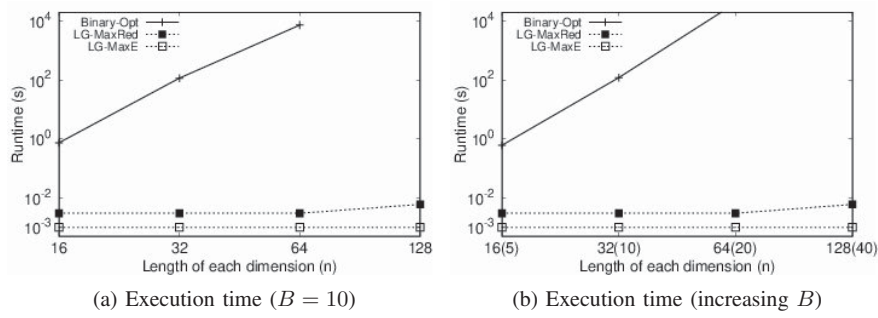 Binary-Opt
LG-MaxRed
LG-MaxE
10^4
10^2
10^0
10^-2
10^-3
Runtime (s)
16 32 64 128
Length of each dimension (n)
(a) Execution time (B = 10)
Binary-Opt
LG-MaxRed
LG-MaxE
10^4
10^2
10^0
10^-2
10^-3
Runtime (s)
16(5) 32(10) 64(20) 128(40)
Length of each dimension (n)
(b) Execution time (increasing B)